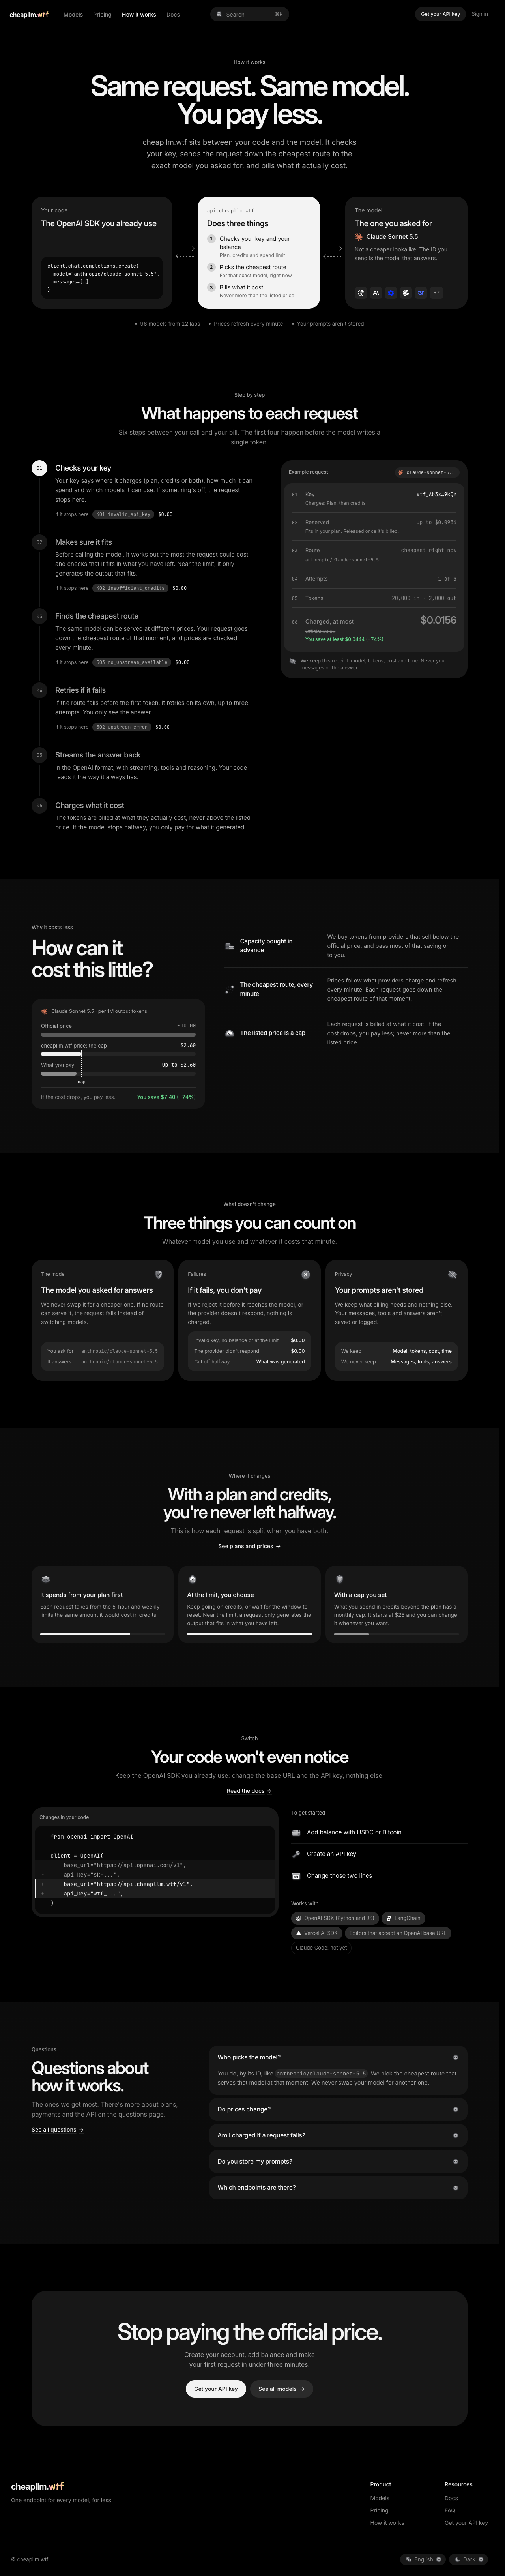 cheapllm.wtf
Models
Pricing
How it works
Docs
Search
⌘K
Get your API key
Sign in
How it works
Same request. Same model.
You pay less.
cheapllm.wtf sits between your code and the model. It checks
your key, sends the request down the cheapest route to the
exact model you asked for, and bills what it actually cost.
Your code
The OpenAI SDK you already use
client.chat.completions.create(
model="anthropic/claude-sonnet-5.5",
messages=[…],
)
api.cheapllm.wtf
Does three things
1
Checks your key and your
balance
Plan, credits and spend limit
2
Picks the cheapest route
For that exact model, right now
3
Bills what it cost
Never more than the listed price
The model
The one you asked for
Claude Sonnet 5.5
Not a cheaper lookalike. The ID you
send is the model that answers.
+7
96 models from 12 labs
Prices refresh every minute
Your prompts aren't stored
Step by step
What happens to each request
Six steps between your call and your bill. The first four happen before the model writes a
single token.
01
Checks your key
Your key says where it charges (plan, credits or both), how much it can
spend and which models it can use. If something's off, the request
stops here.
If it stops here
401 invalid_api_key
$0.00
02
Makes sure it fits
Before calling the model, it works out the most the request could cost
and checks that it fits in what you have left. Near the limit, it only
generates the output that fits.
If it stops here
402 insufficient_credits
$0.00
03
Finds the cheapest route
The same model can be served at different prices. Your request goes
down the cheapest route of that moment, and prices are checked
every minute.
If it stops here
503 no_upstream_available
$0.00
04
Retries if it fails
If the route fails before the first token, it retries on its own, up to three
attempts. You only see the answer.
If it stops here
502 upstream_error
$0.00
05
Streams the answer back
In the OpenAI format, with streaming, tools and reasoning. Your code
reads it the way it always has.
06
Charges what it cost
The tokens are billed at what they actually cost, never above the listed
price. If the model stops halfway, you only pay for what it generated.
Example request
claude-sonnet-5.5
01
Key
wtf_Ab3x…9kQz
Charges: Plan, then credits
02
Reserved
up to $0.0956
Fits in your plan. Released once it's billed.
03
Route
cheapest right now
anthropic/claude-sonnet-5.5
04
Attempts
1 of 3
05
Tokens
20,000 in · 2,000 out
06
Charged, at most
$0.0156
Official $0.06
You save at least $0.0444 (−74%)
We keep this receipt: model, tokens, cost and time. Never your
messages or the answer.
Why it costs less
How can it
cost this little?
Claude Sonnet 5.5 · per 1M output tokens
Official price
$10.00
cheapllm.wtf price: the cap
$2.60
What you pay
up to $2.60
cap
If the cost drops, you pay less.
You save $7.40 (−74%)
Capacity bought in
advance
We buy tokens from providers that sell below the
official price, and pass most of that saving on
to you.
The cheapest route, every
minute
Prices follow what providers charge and refresh
every minute. Each request goes down the
cheapest route of that moment.
The listed price is a cap
Each request is billed at what it cost. If the
cost drops, you pay less; never more than the
listed price.
What doesn't change
Three things you can count on
Whatever model you use and whatever it costs that minute.
The model
The model you asked for answers
We never swap it for a cheaper one. If no route
can serve it, the request fails instead of
switching models.
You ask for
anthropic/claude-sonnet-5.5
It answers
anthropic/claude-sonnet-5.5
Failures
If it fails, you don't pay
If we reject it before it reaches the model, or
the provider doesn't respond, nothing is
charged.
Invalid key, no balance or at the limit
$0.00
The provider didn't respond
$0.00
Cut off halfway
What was generated
Privacy
Your prompts aren't stored
We keep what billing needs and nothing else.
Your messages, tools and answers aren't
saved or logged.
We keep
Model, tokens, cost, time
We never keep
Messages, tools, answers
Where it charges
With a plan and credits,
you're never left halfway.
This is how each request is split when you have both.
See plans and prices →
It spends from your plan first
Each request takes from the 5-hour and weekly
limits the same amount it would cost in credits.
At the limit, you choose
Keep going on credits, or wait for the window to
reset. Near the limit, a request only generates the
output that fits in what you have left.
With a cap you set
What you spend in credits beyond the plan has a
monthly cap. It starts at $25 and you can change
it whenever you want.
Switch
Your code won't even notice
Keep the OpenAI SDK you already use: change the base URL and the API key, nothing else.
Read the docs →
Changes in your code
from openai import OpenAI
client = OpenAI(
- base_url="https://api.openai.com/v1",
- api_key="sk-...",
+ base_url="https://api.cheapllm.wtf/v1",
+ api_key="wtf_...",
)
To get started
Add balance with USDC or Bitcoin
Create an API key
Change those two lines
Works with
OpenAI SDK (Python and JS)
LangChain
Vercel AI SDK
Editors that accept an OpenAI base URL
Claude Code: not yet
Questions
Questions about
how it works.
The ones we get most. There's more about plans,
payments and the API on the questions page.
See all questions →
Who picks the model?
You do, by its ID, like anthropic/claude-sonnet-5.5. We pick the cheapest route that
serves that model at that moment. We never swap your model for another one.
Do prices change?
Am I charged if a request fails?
Do you store my prompts?
Which endpoints are there?
Stop paying the official price.
Create your account, add balance and make
your first request in under three minutes.
Get your API key
See all models →
cheapllm.wtf
One endpoint for every model, for less.
Product
Models
Pricing
How it works
Resources
Docs
FAQ
Get your API key
© cheapllm.wtf
English
Dark